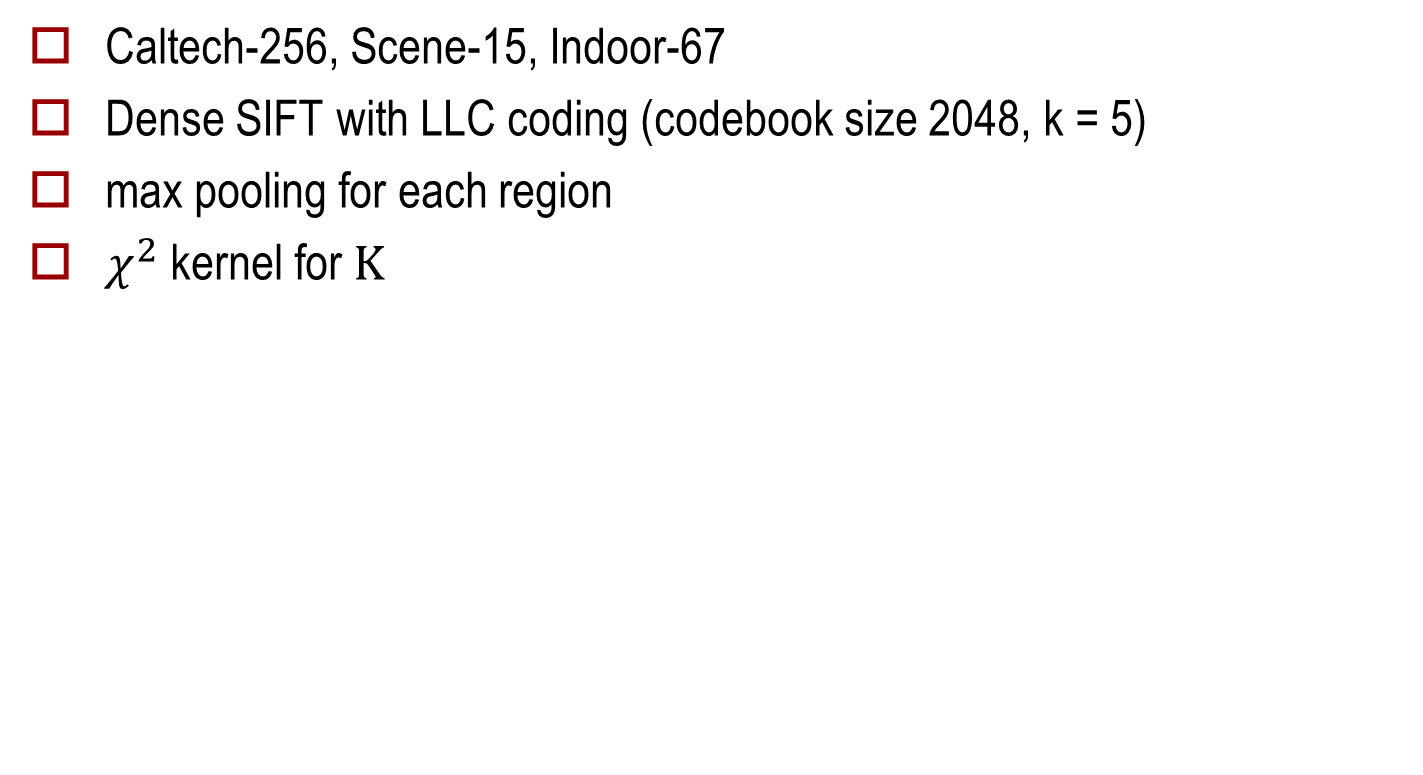 Caltech-256, Scene-15, Indoor-67
Dense SIFT with LLC coding (codebook size 2048, k = 5)
max pooling for each region
χ² kernel for K